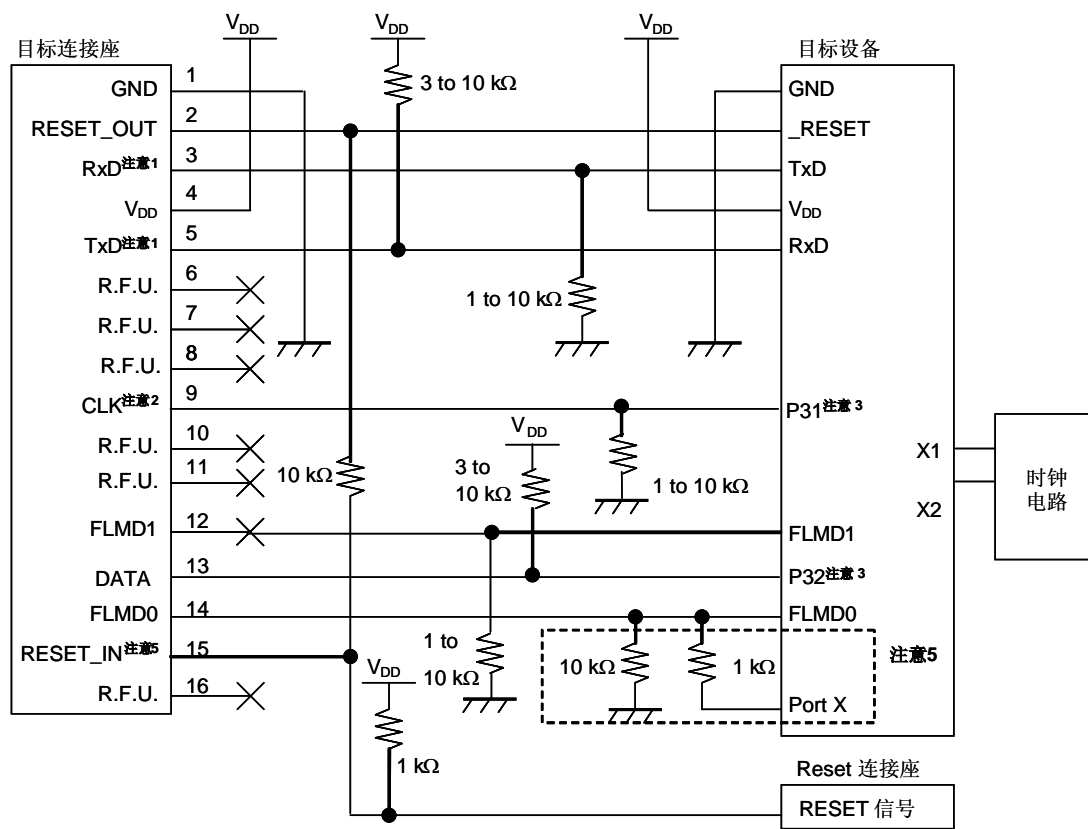 V_DD
V_DD
V_DD
目标连接座
目标设备
GND 1
RESET_OUT 2
RxD注意1 3
V_DD 4
TxD注意1 5
R.F.U. 6
R.F.U. 7
R.F.U. 8
CLK注意2 9
R.F.U. 10
R.F.U. 11
FLMD1 12
DATA 13
FLMD0 14
RESET_IN注意5 15
R.F.U. 16
3 to 10 kΩ
1 to 10 kΩ
10 kΩ
V_DD
3 to
10 kΩ
1 to 10 kΩ
1 to
10 kΩ
V_DD
1 kΩ
10 kΩ
1 kΩ
GND
_RESET
TxD
V_DD
RxD
P31注意 3
X1
X2
FLMD1
P32注意 3
FLMD0
注意5
Port X
时钟
电路
Reset 连接座
RESET 信号